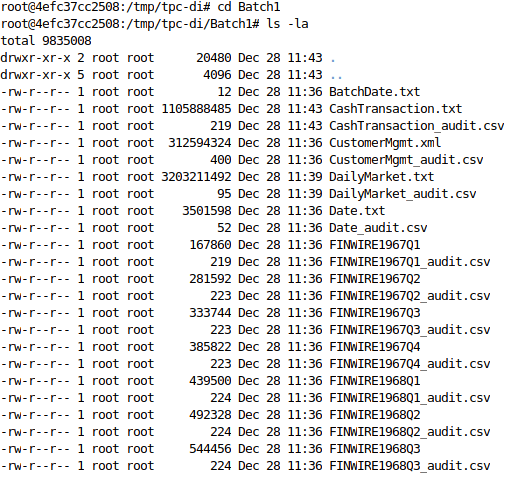 root@4efc37cc2508:/tmp/tpc-di# cd Batch1
root@4efc37cc2508:/tmp/tpc-di/Batch1# ls -la
total 9835008
drwxr-xr-x 2 root root      20480 Dec 28 11:43 .
drwxr-xr-x 5 root root       4096 Dec 28 11:43 ..
-rw-r--r-- 1 root root         12 Dec 28 11:36 BatchDate.txt
-rw-r--r-- 1 root root 1105888485 Dec 28 11:43 CashTransaction.txt
-rw-r--r-- 1 root root        219 Dec 28 11:43 CashTransaction_audit.csv
-rw-r--r-- 1 root root  312594324 Dec 28 11:36 CustomerMgmt.xml
-rw-r--r-- 1 root root        400 Dec 28 11:36 CustomerMgmt_audit.csv
-rw-r--r-- 1 root root 3203211492 Dec 28 11:39 DailyMarket.txt
-rw-r--r-- 1 root root         95 Dec 28 11:39 DailyMarket_audit.csv
-rw-r--r-- 1 root root    3501598 Dec 28 11:36 Date.txt
-rw-r--r-- 1 root root         52 Dec 28 11:36 Date_audit.csv
-rw-r--r-- 1 root root     167860 Dec 28 11:36 FINWIRE1967Q1
-rw-r--r-- 1 root root        219 Dec 28 11:36 FINWIRE1967Q1_audit.csv
-rw-r--r-- 1 root root     281592 Dec 28 11:36 FINWIRE1967Q2
-rw-r--r-- 1 root root        223 Dec 28 11:36 FINWIRE1967Q2_audit.csv
-rw-r--r-- 1 root root     333744 Dec 28 11:36 FINWIRE1967Q3
-rw-r--r-- 1 root root        223 Dec 28 11:36 FINWIRE1967Q3_audit.csv
-rw-r--r-- 1 root root     385822 Dec 28 11:36 FINWIRE1967Q4
-rw-r--r-- 1 root root        223 Dec 28 11:36 FINWIRE1967Q4_audit.csv
-rw-r--r-- 1 root root     439500 Dec 28 11:36 FINWIRE1968Q1
-rw-r--r-- 1 root root        224 Dec 28 11:36 FINWIRE1968Q1_audit.csv
-rw-r--r-- 1 root root     492328 Dec 28 11:36 FINWIRE1968Q2
-rw-r--r-- 1 root root        224 Dec 28 11:36 FINWIRE1968Q2_audit.csv
-rw-r--r-- 1 root root     544456 Dec 28 11:36 FINWIRE1968Q3
-rw-r--r-- 1 root root        224 Dec 28 11:36 FINWIRE1968Q3_audit.csv